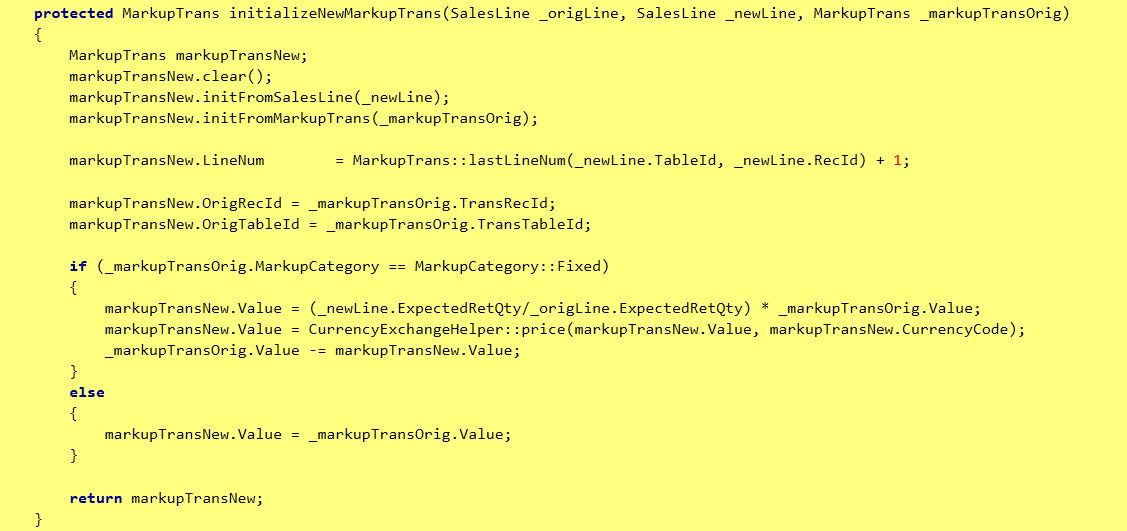 protected MarkupTrans initializeNewMarkupTrans(SalesLine _origLine, SalesLine _newLine, MarkupTrans _markupTransOrig)
{
    MarkupTrans markupTransNew;
    markupTransNew.clear();
    markupTransNew.initFromSalesLine(_newLine);
    markupTransNew.initFromMarkupTrans(_markupTransOrig);

    markupTransNew.LineNum        = MarkupTrans::lastLineNum(_newLine.TableId, _newLine.RecId) + 1;

    markupTransNew.OrigRecId = _markupTransOrig.TransRecId;
    markupTransNew.OrigTableId = _markupTransOrig.TransTableId;

    if (_markupTransOrig.MarkupCategory == MarkupCategory::Fixed)
    {
        markupTransNew.Value = (_newLine.ExpectedRetQty/_origLine.ExpectedRetQty) * _markupTransOrig.Value;
        markupTransNew.Value = CurrencyExchangeHelper::price(markupTransNew.Value, markupTransNew.CurrencyCode);
        _markupTransOrig.Value -= markupTransNew.Value;
    }
    else
    {
        markupTransNew.Value = _markupTransOrig.Value;
    }

    return markupTransNew;
}